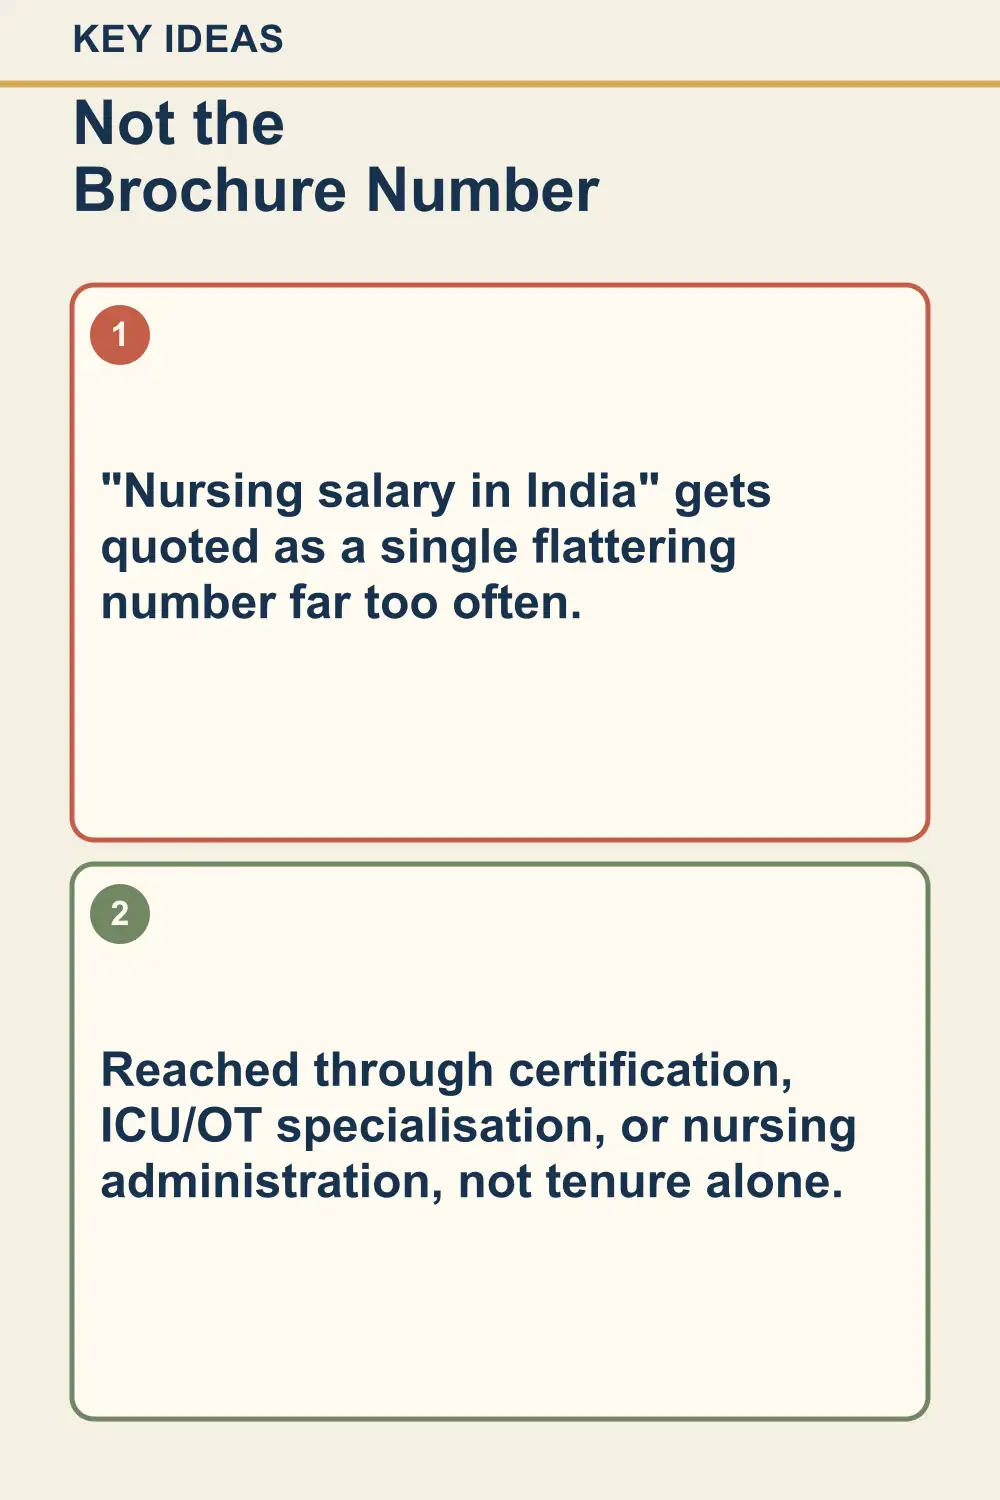 KEY IDEAS
Not the
Brochure Number
1
"Nursing salary in India" gets
quoted as a single flattering
number far too often.
2
Reached through certification,
ICU/OT specialisation, or nursing
administration, not tenure alone.